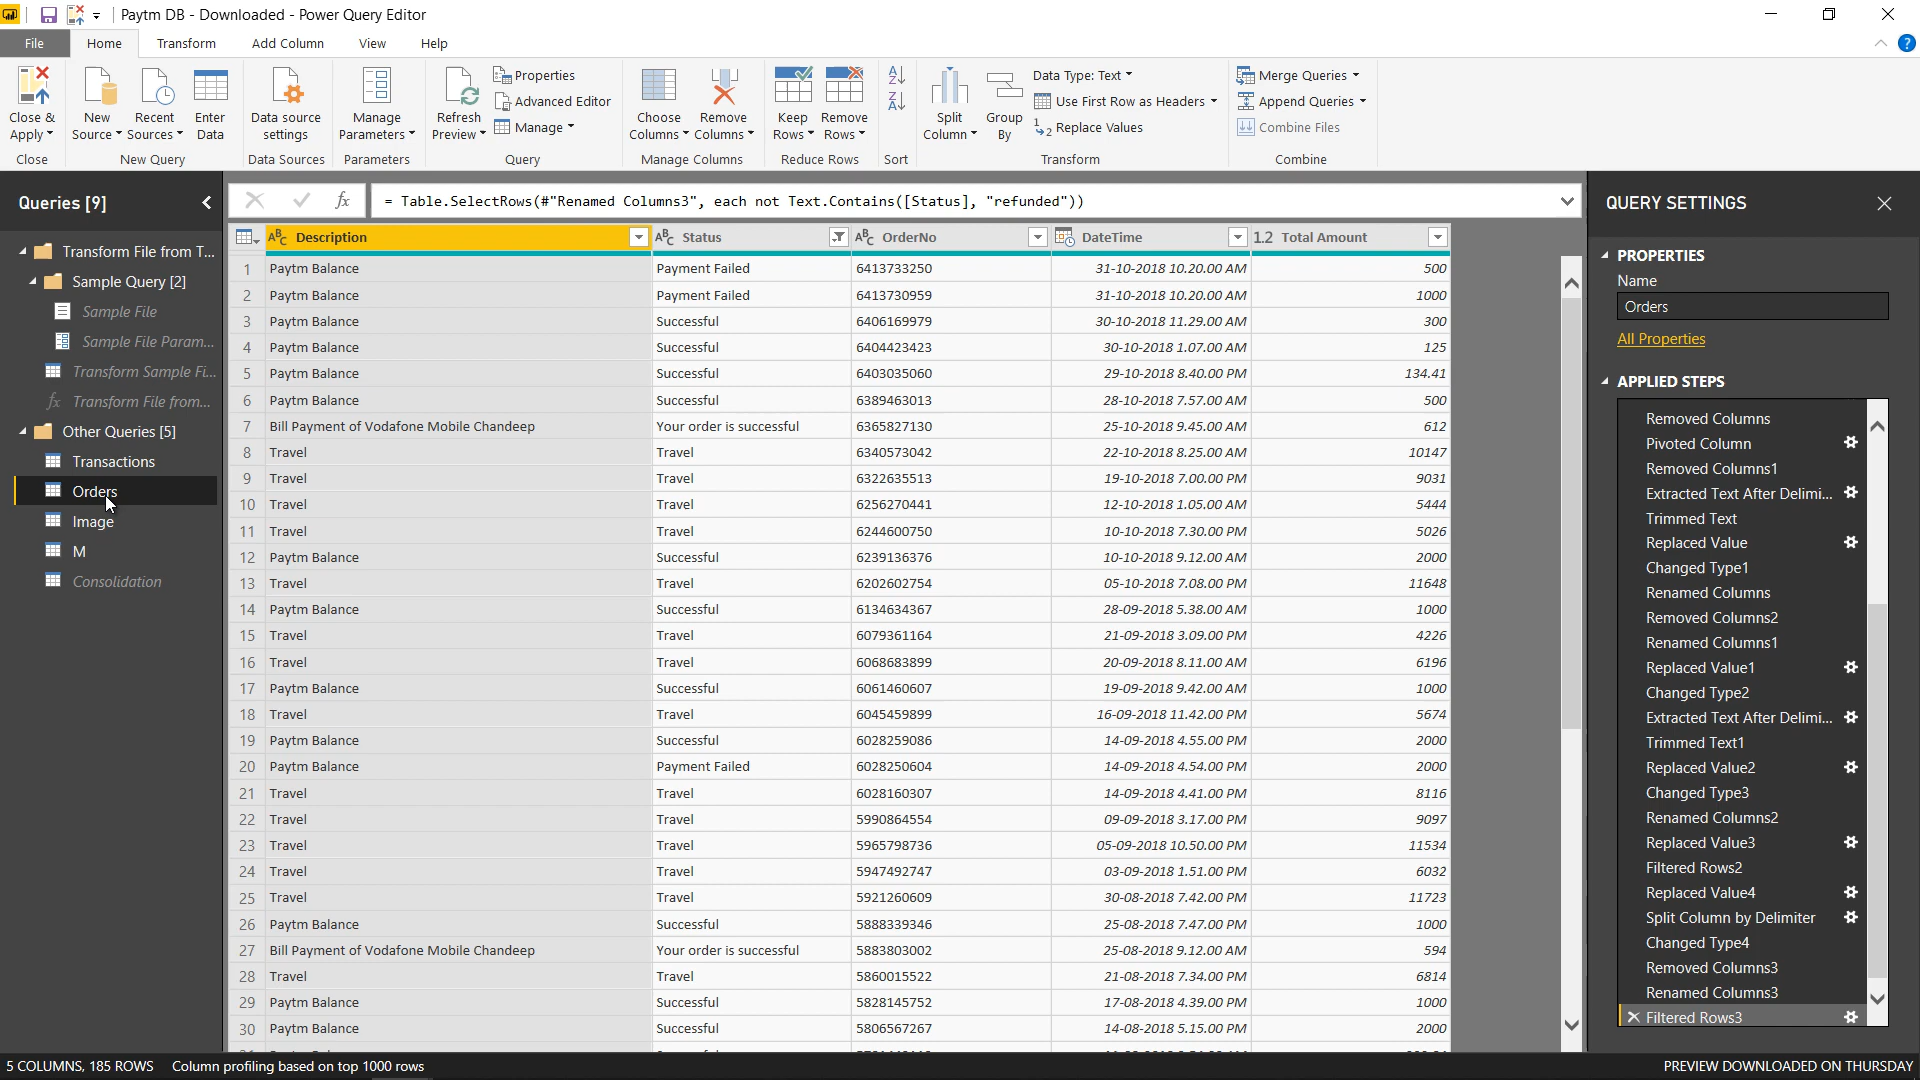 Paytm DB - Downloaded - Power Query Editor
File Home Transform Add Column View Help
Close & Apply
New Source
Recent Sources
Enter Data
Data source settings
Manage Parameters
Refresh Preview
Properties
Advanced Editor
Manage
Choose Columns
Remove Columns
Keep Rows
Remove Rows
Split Column
Group By
Data Type: Text
Use First Row as Headers
Replace Values
Merge Queries
Append Queries
Combine Files
Close New Query Data Sources Parameters Query Manage Columns Reduce Rows Sort Transform Combine
Queries [9]
Transform File from T...
Sample Query [2]
Sample File
Sample File Param...
Transform Sample Fi...
fx Transform File from...
Other Queries [5]
Transactions
Orders
Image
M
Consolidation
fx = Table.SelectRows(#"Renamed Columns3", each not Text.Contains([Status], "refunded"))
ABC Description ABC Status ABC OrderNo DateTime 1.2 Total Amount
1 Paytm Balance Payment Failed 6413733250 31-10-2018 10.20.00 AM 500
2 Paytm Balance Payment Failed 6413730959 31-10-2018 10.20.00 AM 1000
3 Paytm Balance Successful 6406169979 30-10-2018 11.29.00 AM 300
4 Paytm Balance Successful 6404423423 30-10-2018 1.07.00 AM 125
5 Paytm Balance Successful 6403035060 29-10-2018 8.40.00 PM 134.41
6 Paytm Balance Successful 6389463013 28-10-2018 7.57.00 AM 500
7 Bill Payment of Vodafone Mobile Chandeep Your order is successful 6365827130 25-10-2018 9.45.00 AM 612
8 Travel Travel 6340573042 22-10-2018 8.25.00 AM 10147
9 Travel Travel 6322635513 19-10-2018 7.00.00 PM 9031
10 Travel Travel 6256270441 12-10-2018 1.05.00 AM 5444
11 Travel Travel 6244600750 10-10-2018 7.30.00 PM 5026
12 Paytm Balance Successful 6239136376 10-10-2018 9.12.00 AM 2000
13 Travel Travel 6202602754 05-10-2018 7.08.00 PM 11648
14 Paytm Balance Successful 6134634367 28-09-2018 5.38.00 AM 1000
15 Travel Travel 6079361164 21-09-2018 3.09.00 PM 4226
16 Travel Travel 6068683899 20-09-2018 8.11.00 AM 6196
17 Paytm Balance Successful 6061460607 19-09-2018 9.42.00 AM 1000
18 Travel Travel 6045459899 16-09-2018 11.42.00 PM 5674
19 Paytm Balance Successful 6028259086 14-09-2018 4.55.00 PM 2000
20 Paytm Balance Payment Failed 6028250604 14-09-2018 4.54.00 PM 2000
21 Travel Travel 6028160307 14-09-2018 4.41.00 PM 8116
22 Travel Travel 5990864554 09-09-2018 3.17.00 PM 9097
23 Travel Travel 5965798736 05-09-2018 10.50.00 PM 11534
24 Travel Travel 5947492747 03-09-2018 1.51.00 PM 6032
25 Travel Travel 5921260609 30-08-2018 7.42.00 PM 11723
26 Paytm Balance Successful 5888339346 25-08-2018 7.47.00 PM 1000
27 Bill Payment of Vodafone Mobile Chandeep Your order is successful 5883803002 25-08-2018 9.12.00 AM 594
28 Travel Travel 5860015522 21-08-2018 7.34.00 PM 6814
29 Paytm Balance Successful 5828145752 17-08-2018 4.39.00 PM 1000
30 Paytm Balance Successful 5806567267 14-08-2018 5.15.00 PM 2000
QUERY SETTINGS
PROPERTIES
Name
Orders
All Properties
APPLIED STEPS
Removed Columns
Pivoted Column
Removed Columns1
Extracted Text After Delimi...
Trimmed Text
Replaced Value
Changed Type1
Renamed Columns
Removed Columns2
Renamed Columns1
Replaced Value1
Changed Type2
Extracted Text After Delimi...
Trimmed Text1
Replaced Value2
Changed Type3
Renamed Columns2
Replaced Value3
Filtered Rows2
Replaced Value4
Split Column by Delimiter
Changed Type4
Removed Columns3
Renamed Columns3
Filtered Rows3
5 COLUMNS, 185 ROWS Column profiling based on top 1000 rows PREVIEW DOWNLOADED ON THURSDAY